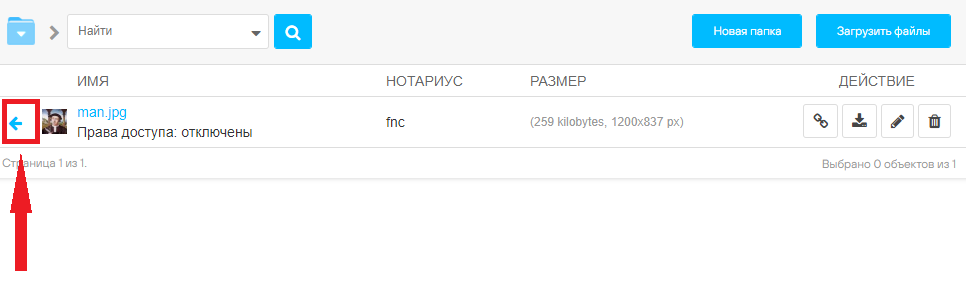 Найти
Новая папка
Загрузить файлы
ИМЯ НОТАРИУС РАЗМЕР ДЕЙСТВИЕ
man.jpg
Права доступа: отключены
fnc
(259 kilobytes, 1200x837 px)
Страница 1 из 1.
Выбрано 0 объектов из 1